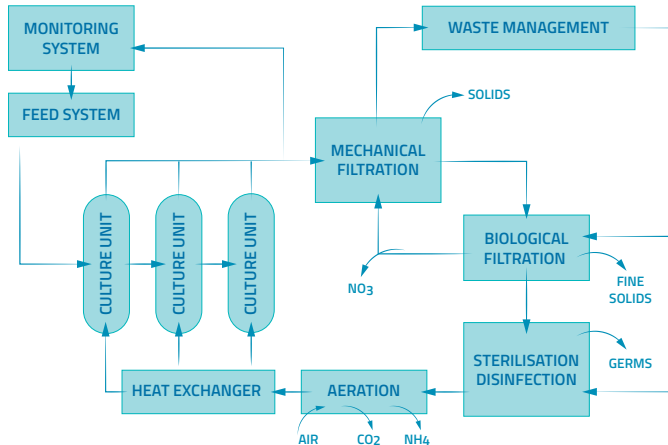 MONITORING
SYSTEM
WASTE MANAGEMENT
FEED SYSTEM
SOLIDS
MECHANICAL
FILTRATION
CULTURE UNIT
CULTURE UNIT
CULTURE UNIT
BIOLOGICAL
FILTRATION
NO3
FINE
SOLIDS
STERILISATION
DISINFECTION
GERMS
HEAT EXCHANGER
AERATION
AIR
CO2
NH4